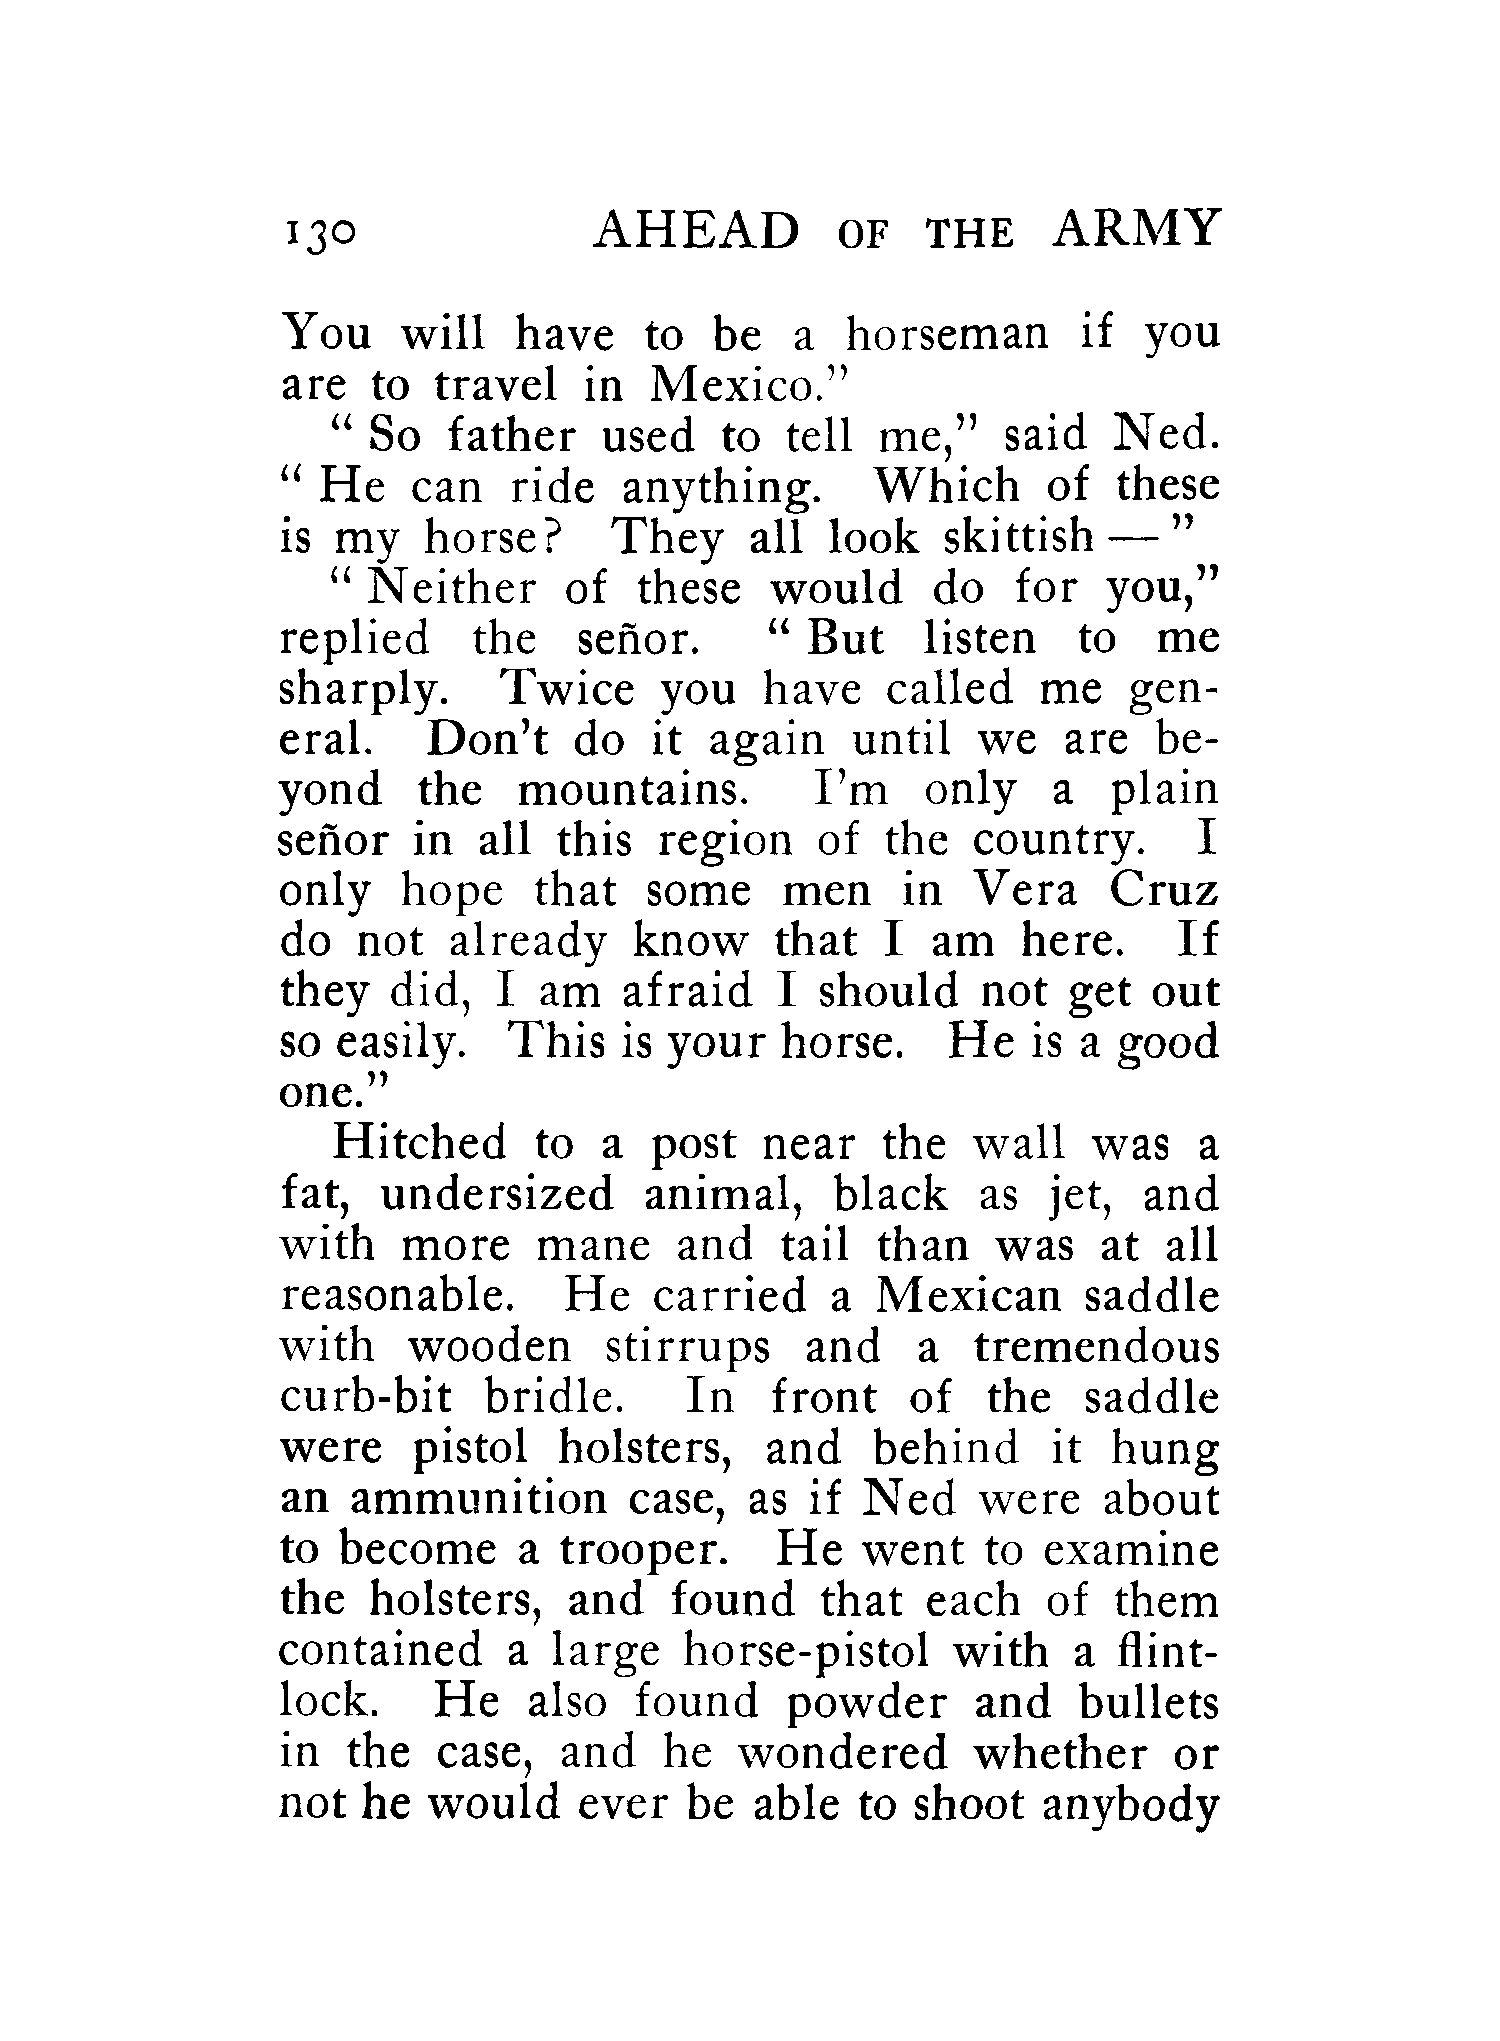 130 AHEAD OF THE ARMY
You will have to be a horseman if you
are to travel in Mexico."
" So father used to tell me," said Ned.
" He can ride anything. Which of these
is my horse? They all look skittish — "
" Neither of these would do for you,"
replied the señor. " But listen to me
sharply. Twice you have called me gen-
eral. Don't do it again until we are be-
yond the mountains. I'm only a plain
señor in all this region of the country. I
only hope that some men in Vera Cruz
do not already know that I am here. If
they did, I am afraid I should not get out
so easily. This is your horse. He is a good
one."
Hitched to a post near the wall was a
fat, undersized animal, black as jet, and
with more mane and tail than was at all
reasonable. He carried a Mexican saddle
with wooden stirrups and a tremendous
curb-bit bridle. In front of the saddle
were pistol holsters, and behind it hung
an ammunition case, as if Ned were about
to become a trooper. He went to examine
the holsters, and found that each of them
contained a large horse-pistol with a flint-
lock. He also found powder and bullets
in the case, and he wondered whether or
not he would ever be able to shoot anybody